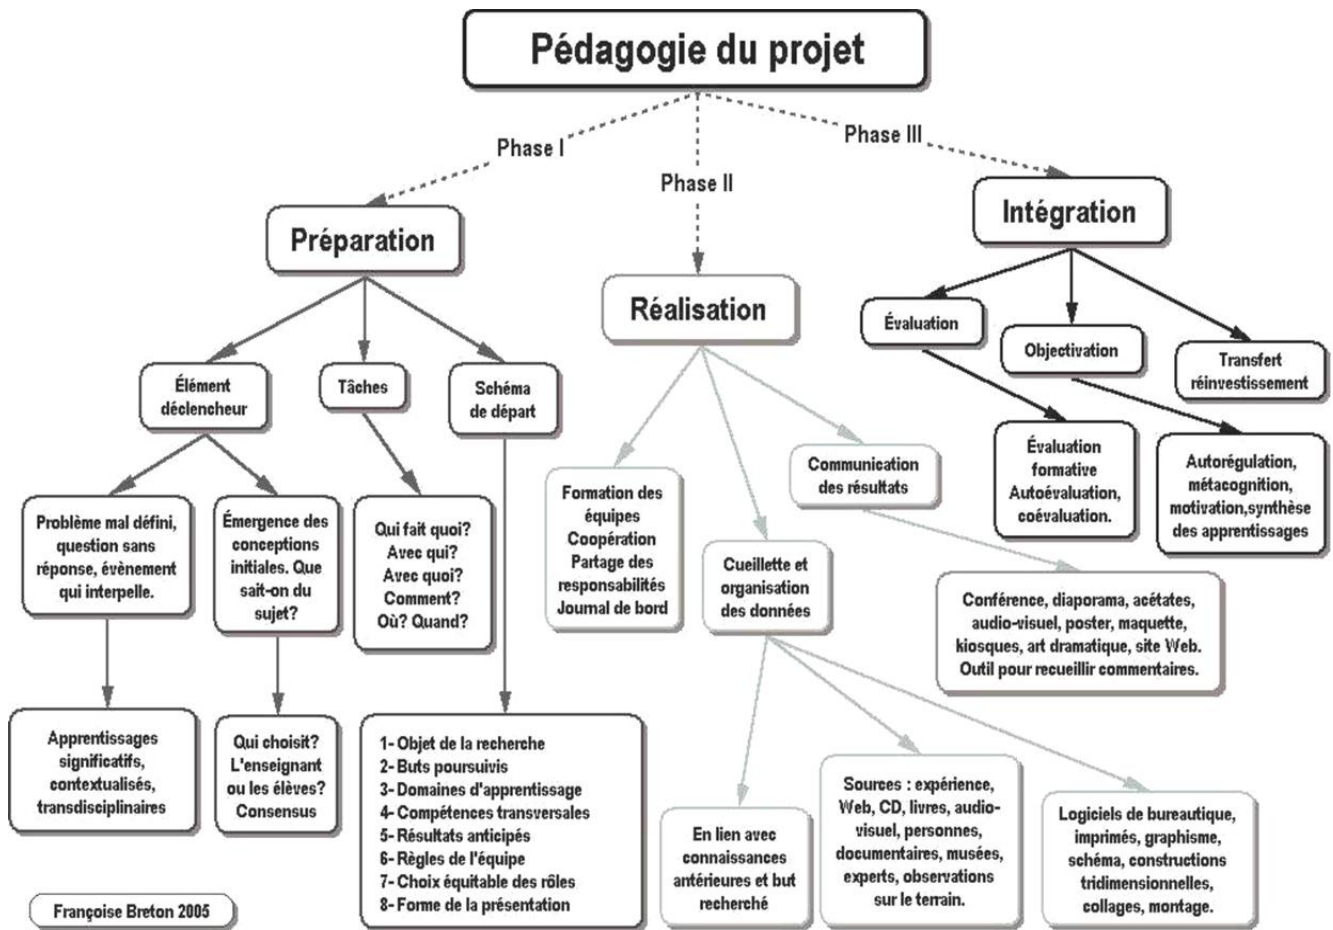 Pédagogie du projet
Phase I
Phase II
Phase III
Préparation
Réalisation
Intégration
Élément
déclencheur
Tâches
Schéma
de départ
Problème mal défini,
question sans
réponse, évènement
qui interpelle.
Émergence des
conceptions
initiales. Que
sait-on du
sujet?
Qui fait quoi?
Avec qui?
Avec quoi?
Comment?
Où? Quand?
Apprentissages
significatifs,
contextualisés,
transdisciplinaires
Qui choisit?
L'enseignant
ou les élèves?
Consensus
1- Objet de la recherche
2- Buts poursuivis
3- Domaines d'apprentissage
4- Compétences transversales
5- Résultats anticipés
6- Règles de l'équipe
7- Choix équitable des rôles
8- Forme de la présentation
Formation des
équipes
Coopération
Partage des
responsabilités
Journal de bord
Cueillette et
organisation
des données
Communication
des résultats
En lien avec
connaissances
antérieures et but
recherché
Sources : expérience,
Web, CD, livres, audio-
visuel, personnes,
documentaires, musées,
experts, observations
sur le terrain.
Logiciels de bureautique,
imprimés, graphisme,
schéma, constructions
tridimensionnelles,
collages, montage.
Conférence, diaporama, acétates,
audio-visuel, poster, maquette,
kiosques, art dramatique, site Web.
Outil pour recueillir commentaires.
Évaluation
Objectivation
Transfert
réinvestissement
Évaluation
formative
Autoévaluation,
coévaluation.
Autorégulation,
métacognition,
motivation,synthèse
des apprentissages
Françoise Breton 2005